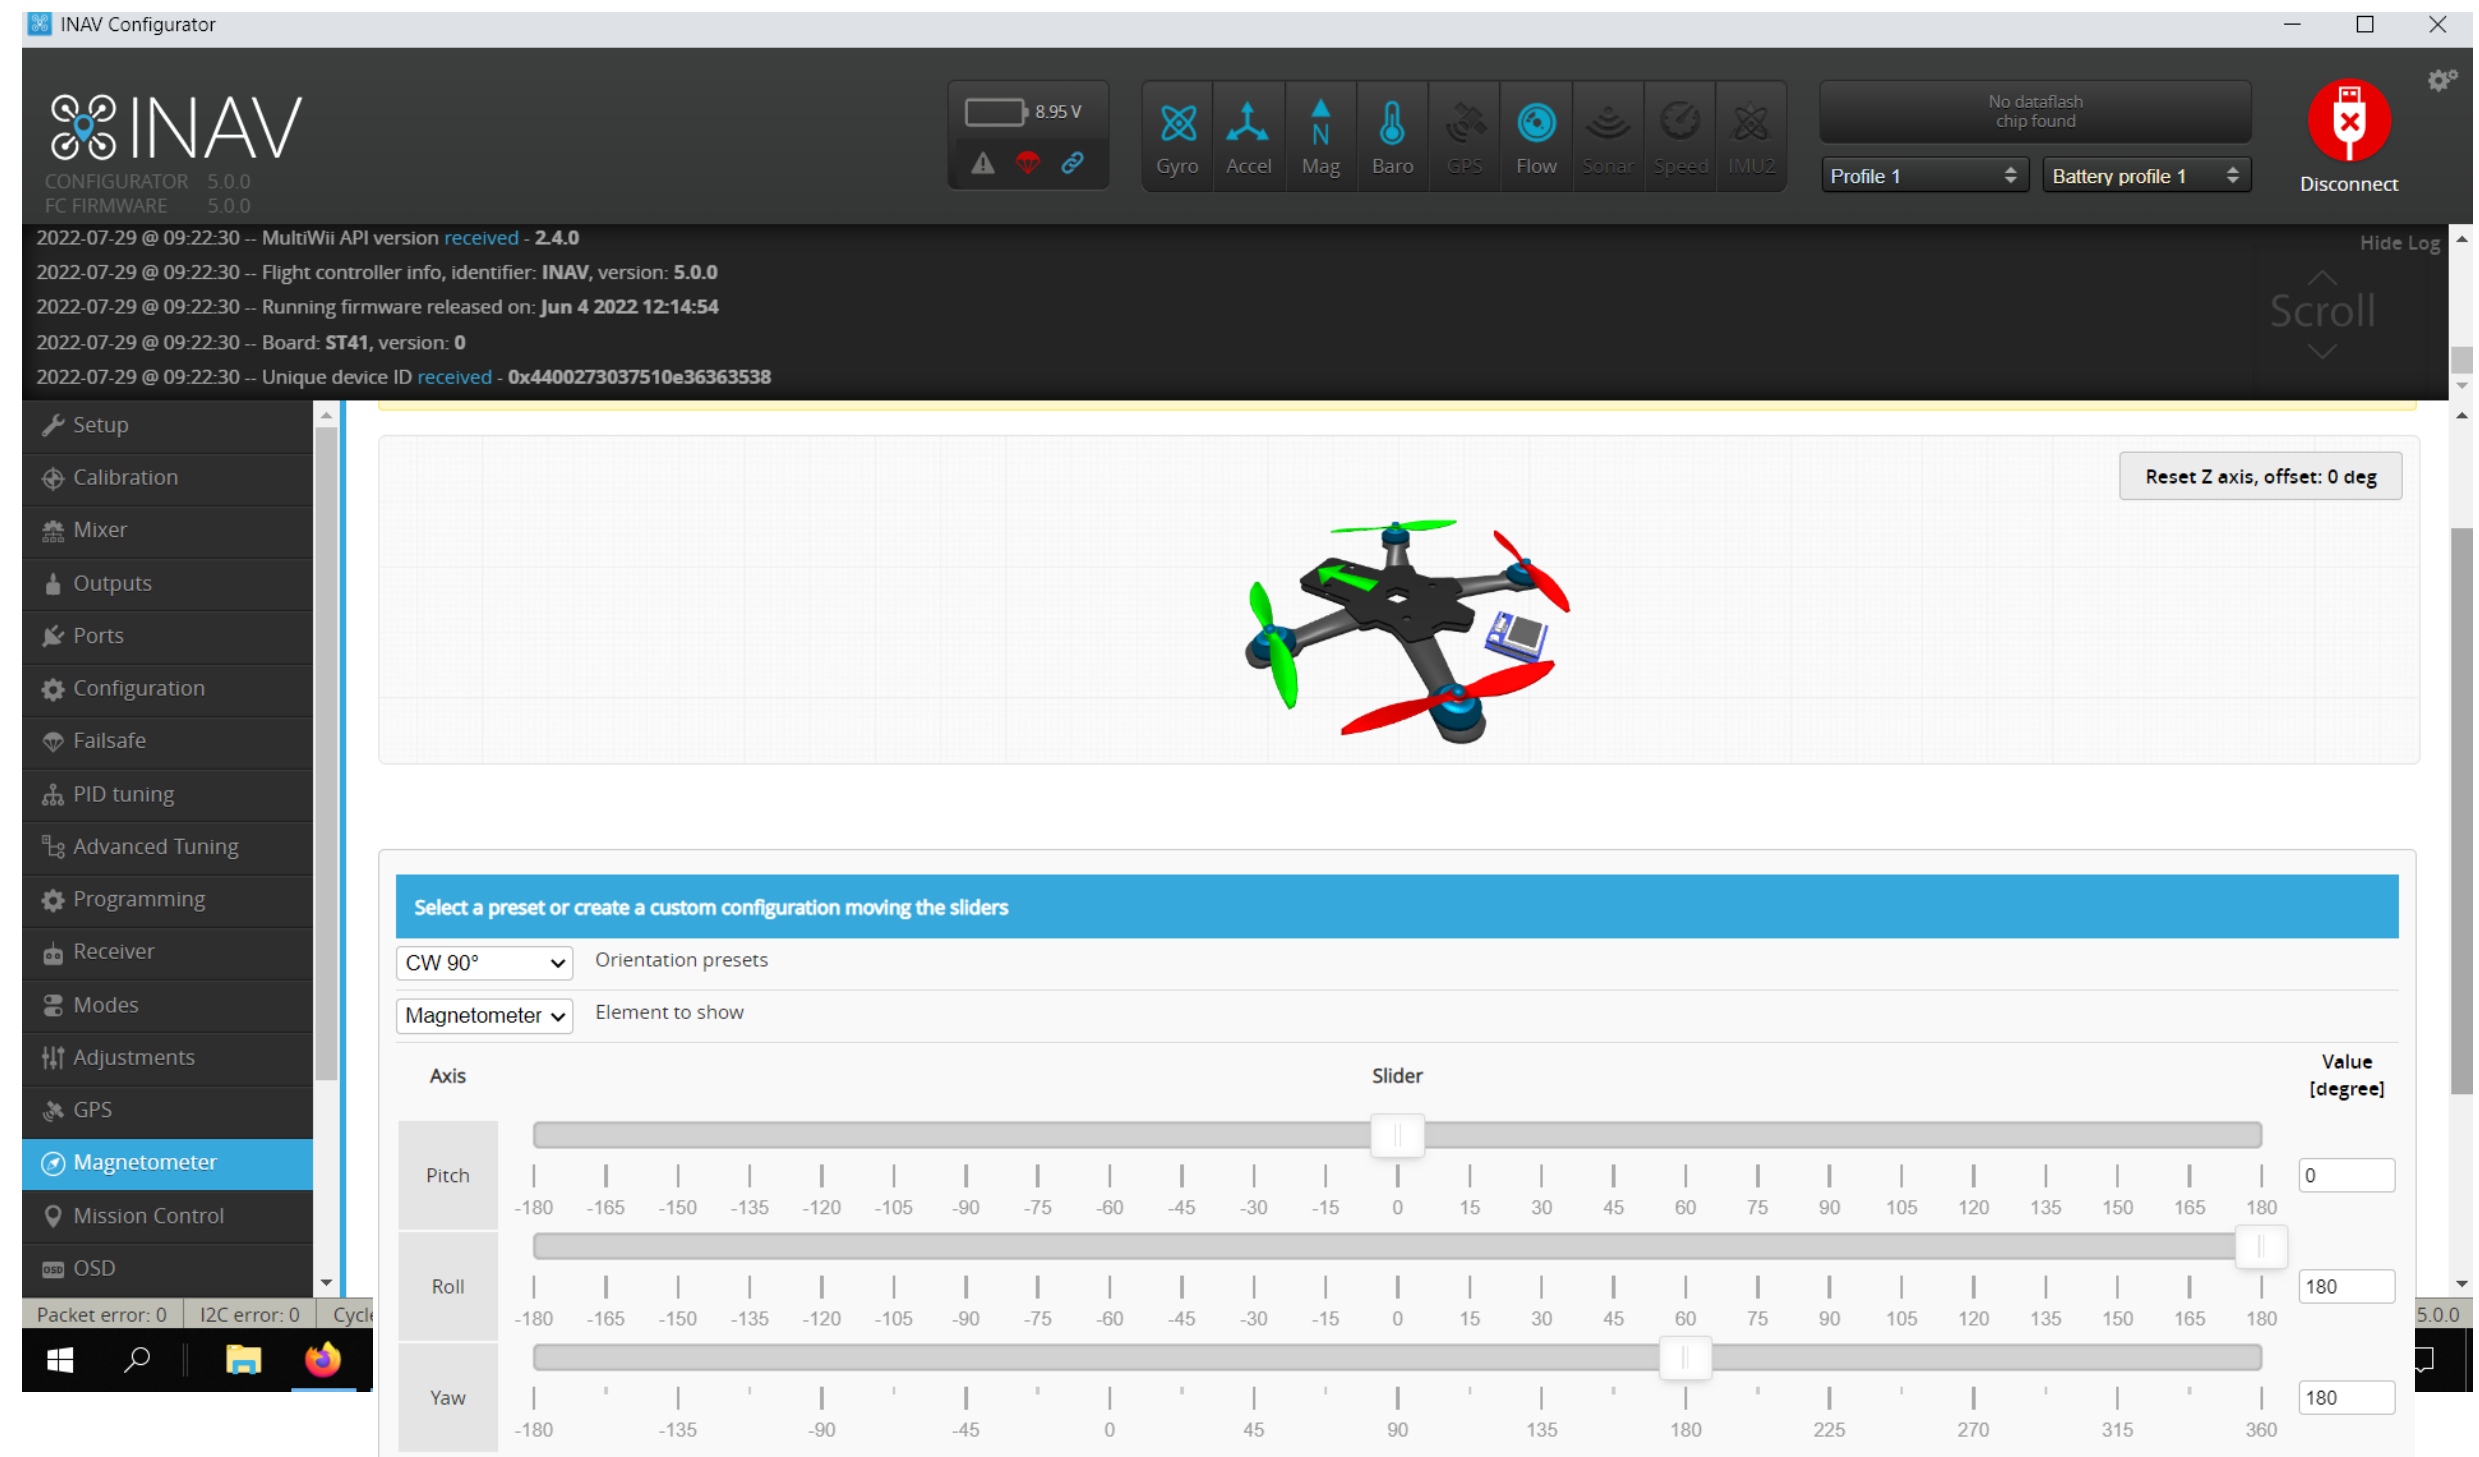 INAV Configurator
INAV
CONFIGURATOR 5.0.0
FC FIRMWARE 5.0.0
8.95 V
N
Gyro Accel Mag Baro GPS Flow Sonar Speed IMU2
No dataflash
chip found
Profile 1
Battery profile 1
Disconnect
2022-07-29 @ 09:22:30 -- MultiWii API version received - 2.4.0
2022-07-29 @ 09:22:30 -- Flight controller info, identifier: INAV, version: 5.0.0
2022-07-29 @ 09:22:30 -- Running firmware released on: Jun 4 2022 12:14:54
2022-07-29 @ 09:22:30 -- Board: ST41, version: 0
2022-07-29 @ 09:22:30 -- Unique device ID received - 0x4400273037510e36363538
Hide Log
Scroll
Setup
Calibration
Mixer
Outputs
Ports
Configuration
Failsafe
PID tuning
Advanced Tuning
Programming
Receiver
Modes
Adjustments
GPS
Magnetometer
Mission Control
OSD OSD
Reset Z axis, offset: 0 deg
Select a preset or create a custom configuration moving the sliders
CW 90° Orientation presets
Magnetometer Element to show
Axis Slider Value
[degree]
Pitch 0
-180 -165 -150 -135 -120 -105 -90 -75 -60 -45 -30 -15 0 15 30 45 60 75 90 105 120 135 150 165 180
Roll 180
-180 -165 -150 -135 -120 -105 -90 -75 -60 -45 -30 -15 0 15 30 45 60 75 90 105 120 135 150 165 180
Yaw 180
-180 -135 -90 -45 0 45 90 135 180 225 270 315 360
Packet error: 0 I2C error: 0 Cycl 5.0.0